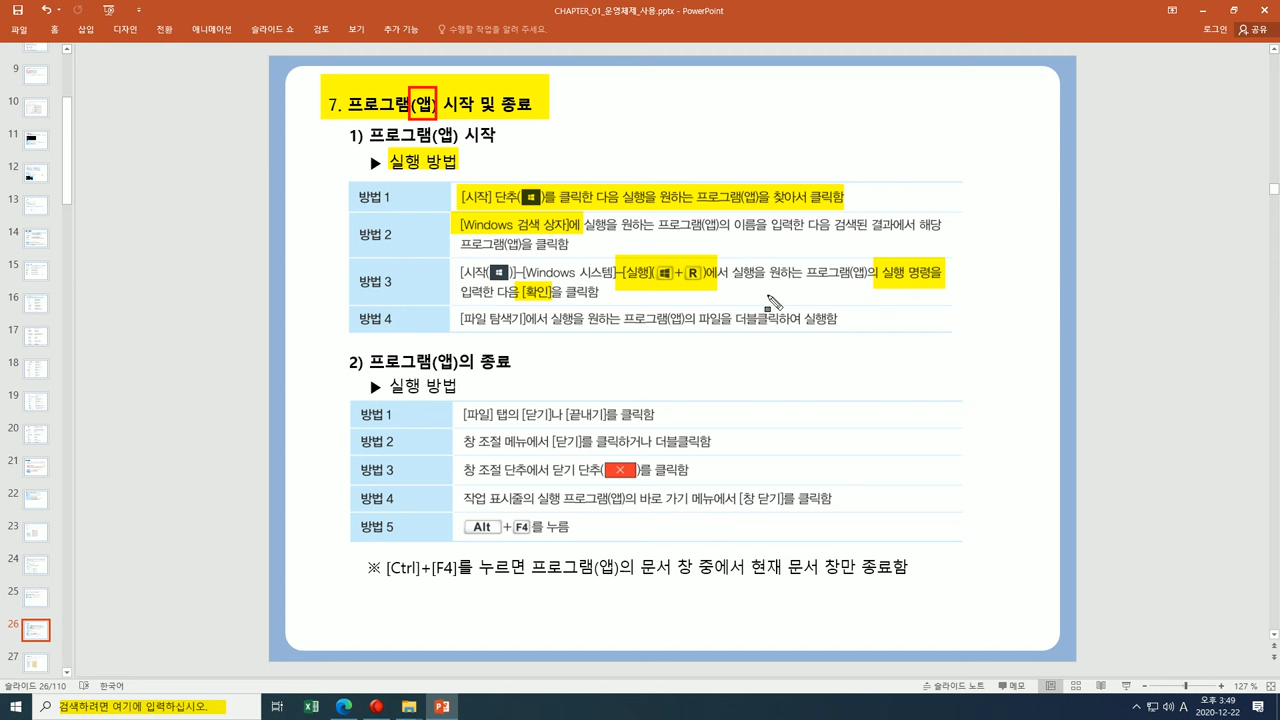 CHAPTER_01_운영체제_사용.pptx – PowerPoint
파일 홈 삽입 디자인 전환 애니메이션 슬라이드 쇼 검토 보기 추가 기능 수행할 작업을 알려 주세요. 로그인 공유
9
10
11
12
16
17
18
19
20
22
23
24
25
26
27
7. 프로그램(앱) 시작 및 종료
1) 프로그램(앱) 시작
▶ 실행 방법
방법 1 [시작] 단추( )를 클릭한 다음 실행을 원하는 프로그램(앱)을 찾아서 클릭함
방법 2 [Windows 검색 상자]에 실행을 원하는 프로그램(앱)의 이름을 입력한 다음 검색된 결과에서 해당
프로그램(앱)을 클릭함
방법 3 [시작( )]–[Windows 시스템]–[실행]( +R)에서 실행을 원하는 프로그램(앱)의 실행 명령을
입력한 다음 [확인]을 클릭함
방법 4 [파일 탐색기]에서 실행을 원하는 프로그램(앱)의 파일을 더블클릭하여 실행함
2) 프로그램(앱)의 종료
▶ 실행 방법
방법 1 [파일] 탭의 [닫기]나 [끝내기]를 클릭함
방법 2 창 조절 메뉴에서 [닫기]를 클릭하거나 더블클릭함
방법 3 창 조절 단추에서 닫기 단추( )를 클릭함
방법 4 작업 표시줄의 실행 프로그램(앱)의 바로 가기 메뉴에서 [창 닫기]를 클릭함
방법 5 Alt+F4를 누름
※ [Ctrl]+[F4]를 누르면 프로그램(앱)의 문서 창 중에서 현재 문서 창만 종료함
슬라이드 26/110 한국어 슬라이드 노트 메모 127 %
검색하려면 여기에 입력하십시오. A 오후 3:49
2020-12-22